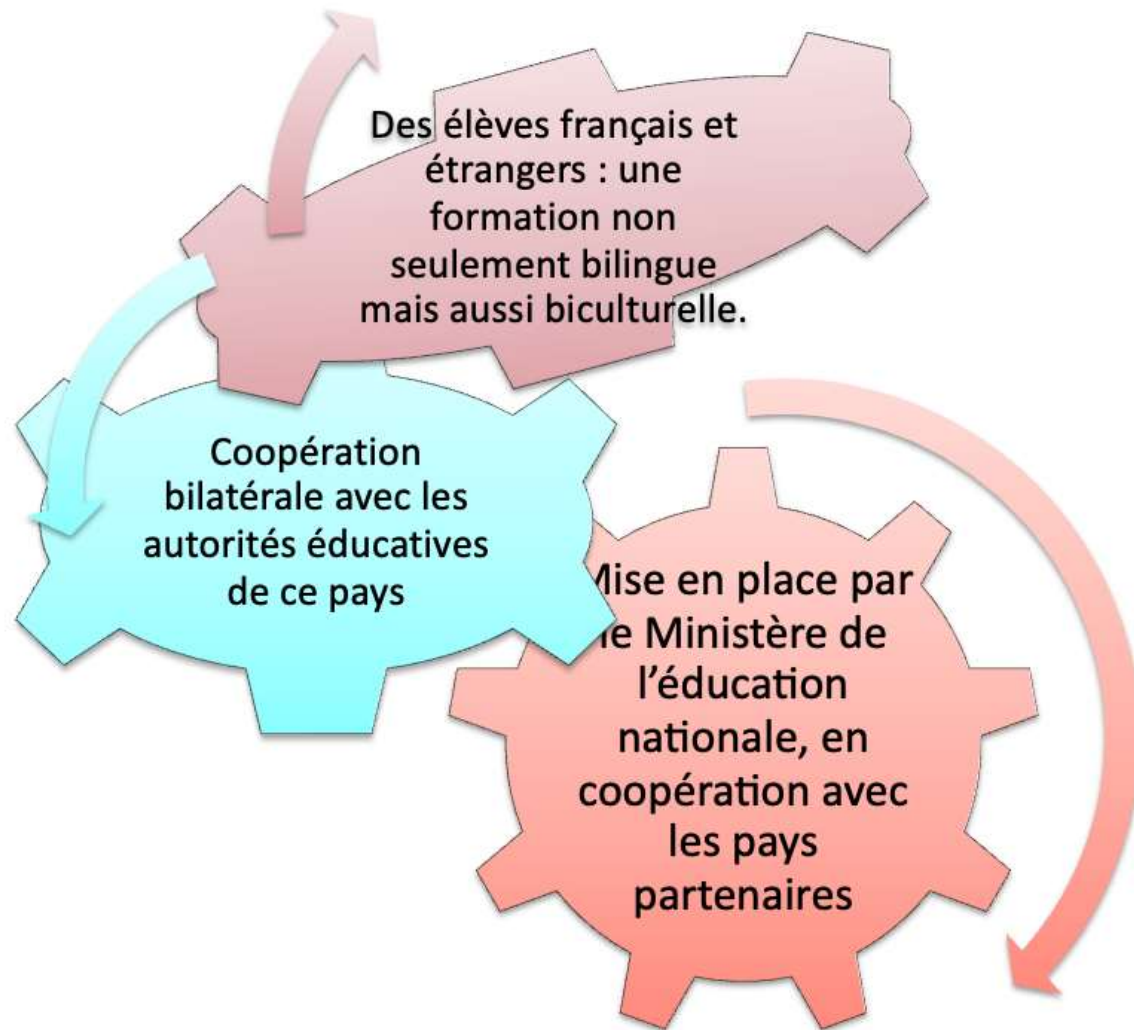 Des élèves français et
étrangers : une
formation non
seulement bilingue
mais aussi biculturelle.
Coopération
bilatérale avec les
autorités éducatives
de ce pays
Mise en place par
le Ministère de
l’éducation
nationale, en
coopération avec
les pays
partenaires